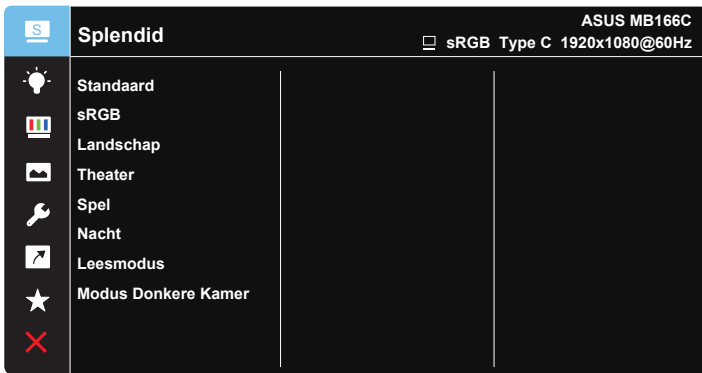 S
Splendid
ASUS MB166C
sRGB Type C 1920x1080@60Hz
Standaard
sRGB
Landschap
Theater
Spel
Nacht
Leesmodus
Modus Donkere Kamer